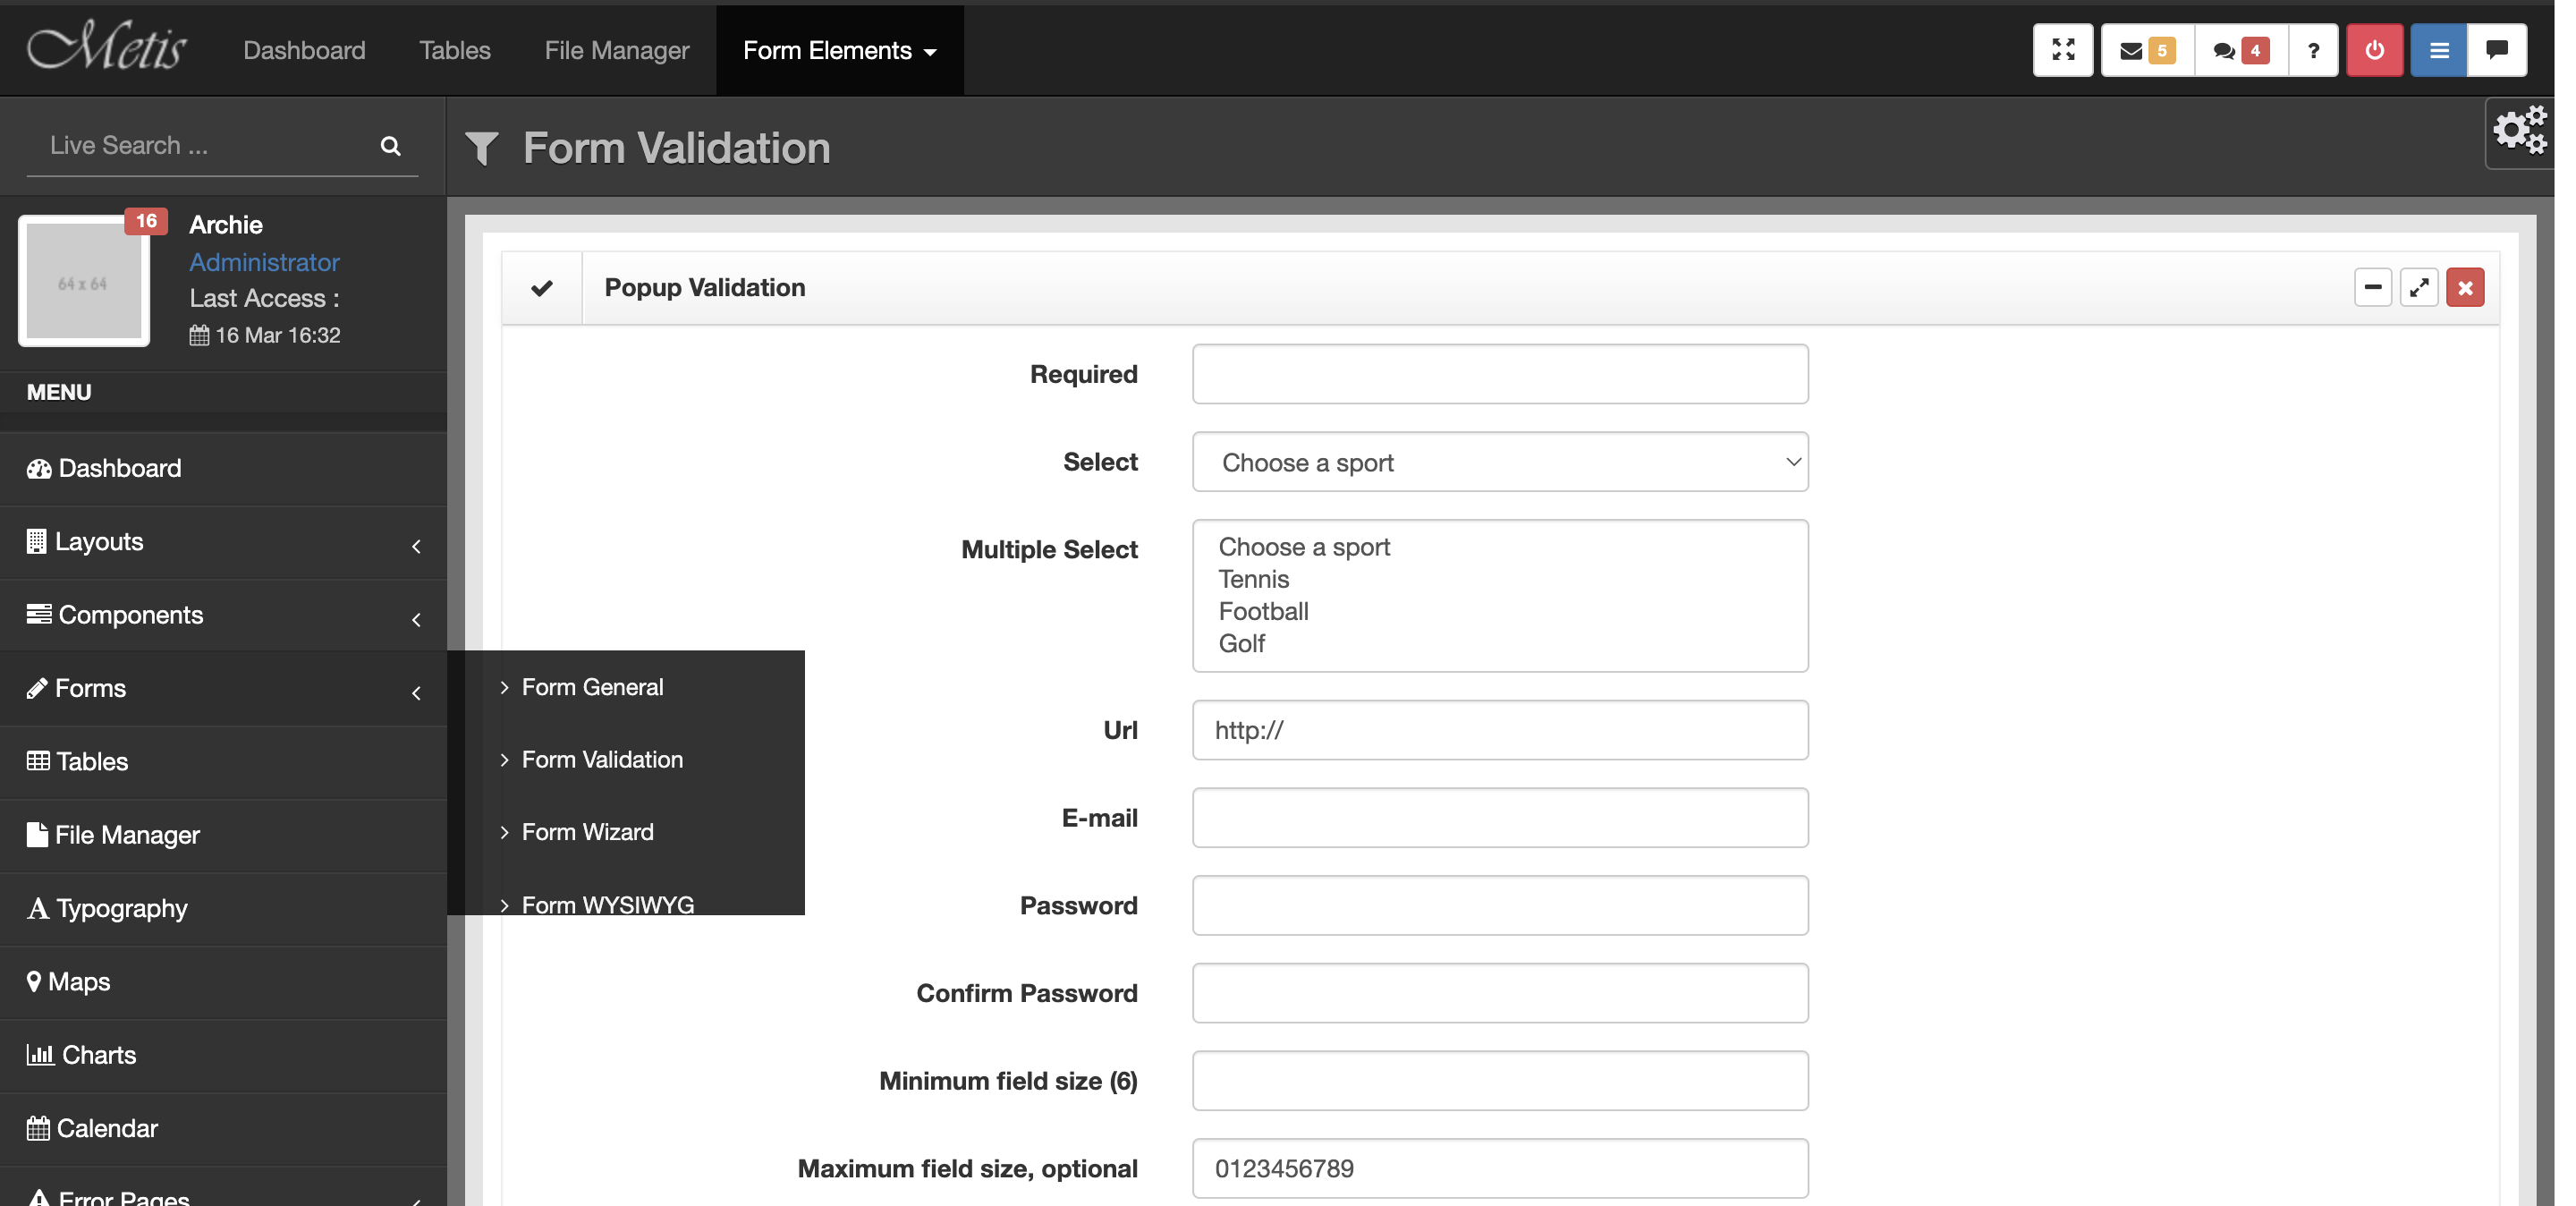 Metis
Dashboard
Tables
File Manager
Form Elements
5
4
?
Live Search ...
Form Validation
16
64 x 64
Archie
Administrator
Last Access :
16 Mar 16:32
MENU
Dashboard
Layouts
Components
Forms
Tables
File Manager
Typography
Maps
Charts
Calendar
Error Pages
Form General
Form Validation
Form Wizard
Form WYSIWYG
Popup Validation
Required
Select
Choose a sport
Multiple Select
Choose a sport
Tennis
Football
Golf
Url
http://
E-mail
Password
Confirm Password
Minimum field size (6)
Maximum field size, optional
0123456789